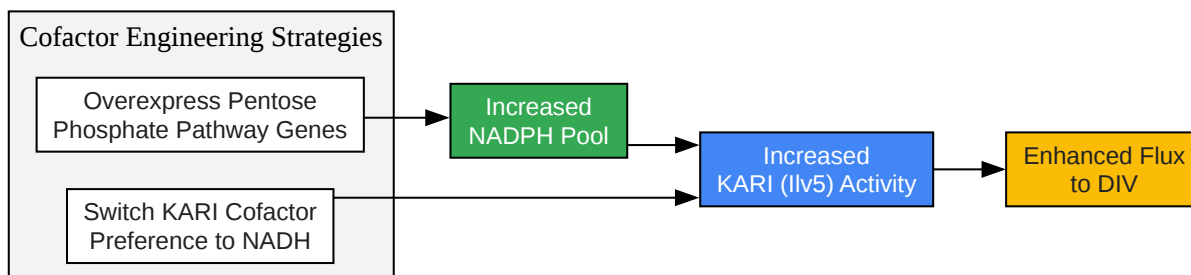 Cofactor Engineering Strategies
Overexpress Pentose
Phosphate Pathway Genes
Increased
NADPH Pool
Switch KARI Cofactor
Preference to NADH
Increased
KARI (Ilv5) Activity
Enhanced Flux
to DIV